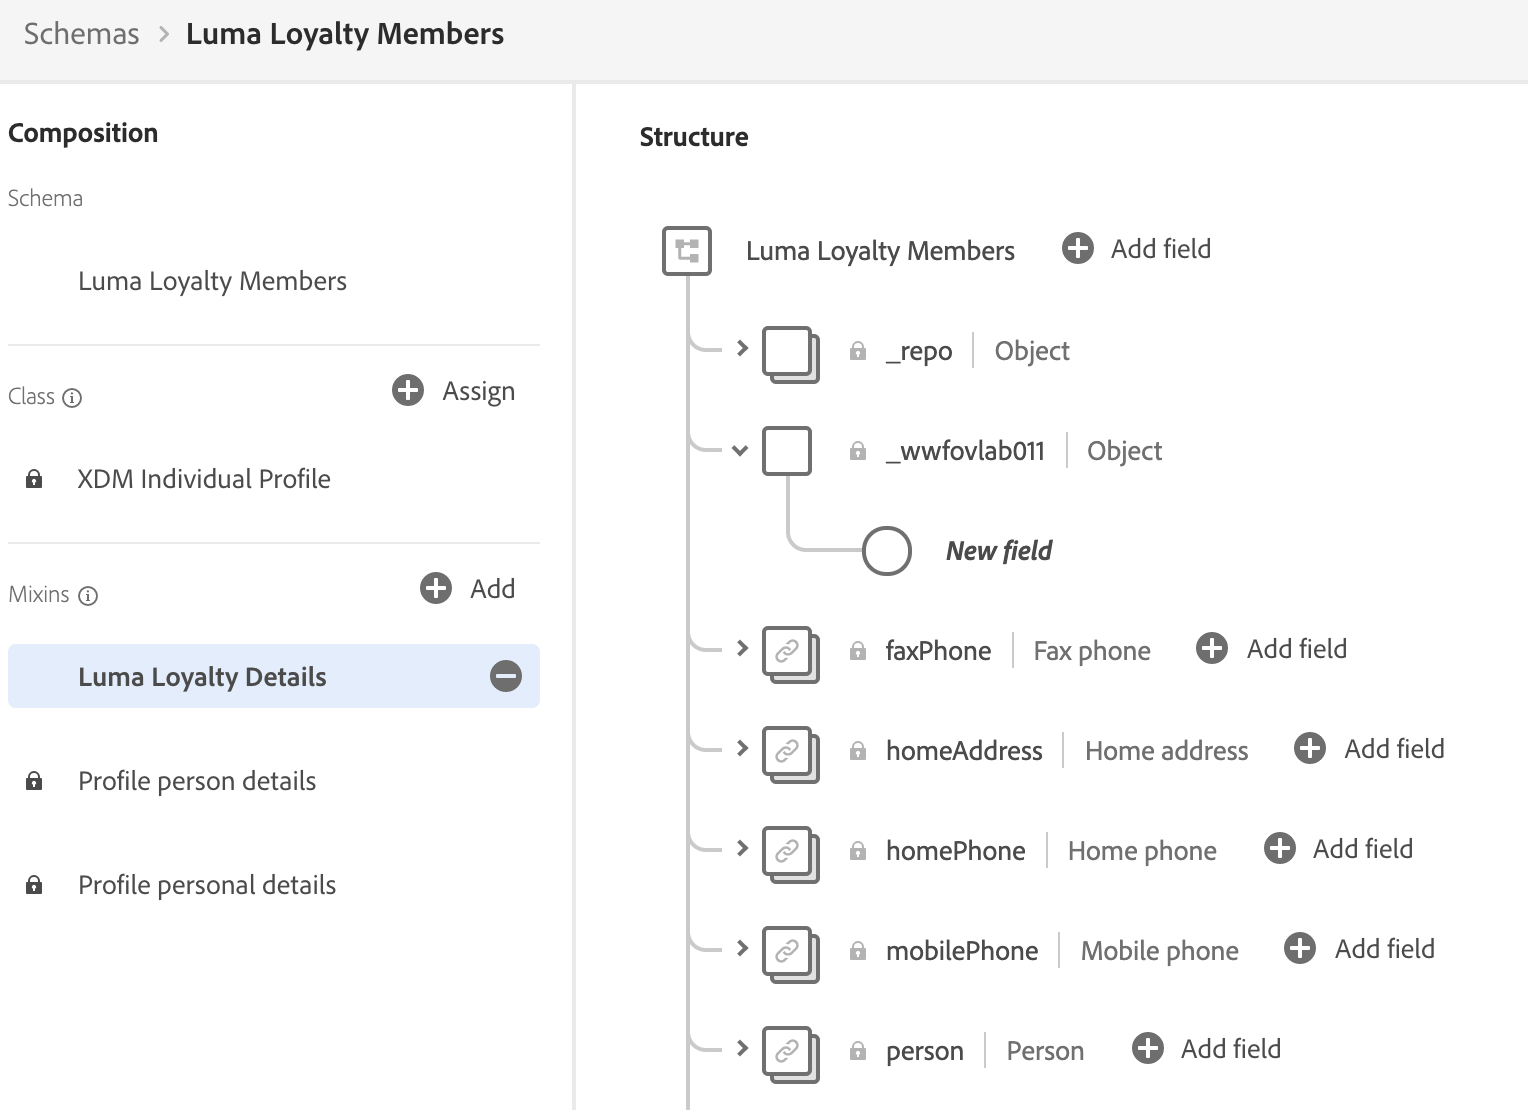 Schemas > Luma Loyalty Members
Composition
Schema
Luma Loyalty Members
Class
Assign
XDM Individual Profile
Mixins
Add
Luma Loyalty Details
Profile person details
Profile personal details
Structure
Luma Loyalty Members Add field
_repo | Object
_wwfovlab011 | Object
New field
faxPhone | Fax phone Add field
homeAddress | Home address Add field
homePhone | Home phone Add field
mobilePhone | Mobile phone Add field
person | Person Add field